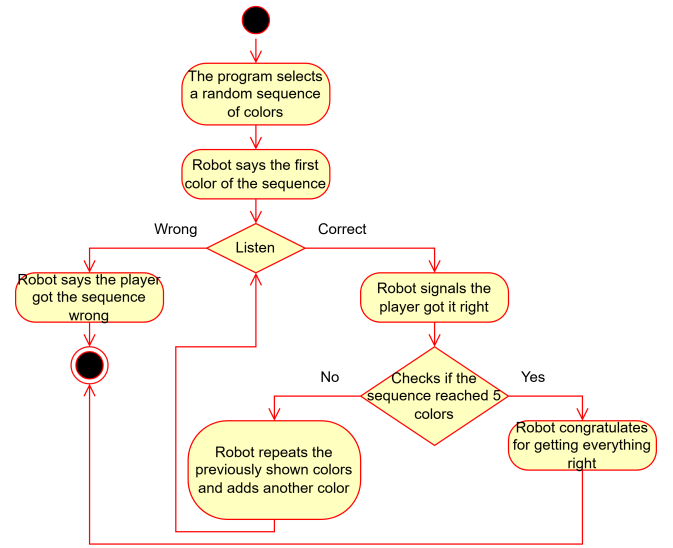 The program selects
a random sequence
of colors
Robot says the first
color of the sequence
Wrong
Correct
Listen
Robot says the player
got the sequence
wrong
Robot signals the
player got it right
No
Yes
Checks if the
sequence reached 5
colors
Robot repeats the
previously shown colors
and adds another color
Robot congratulates
for getting everything
right